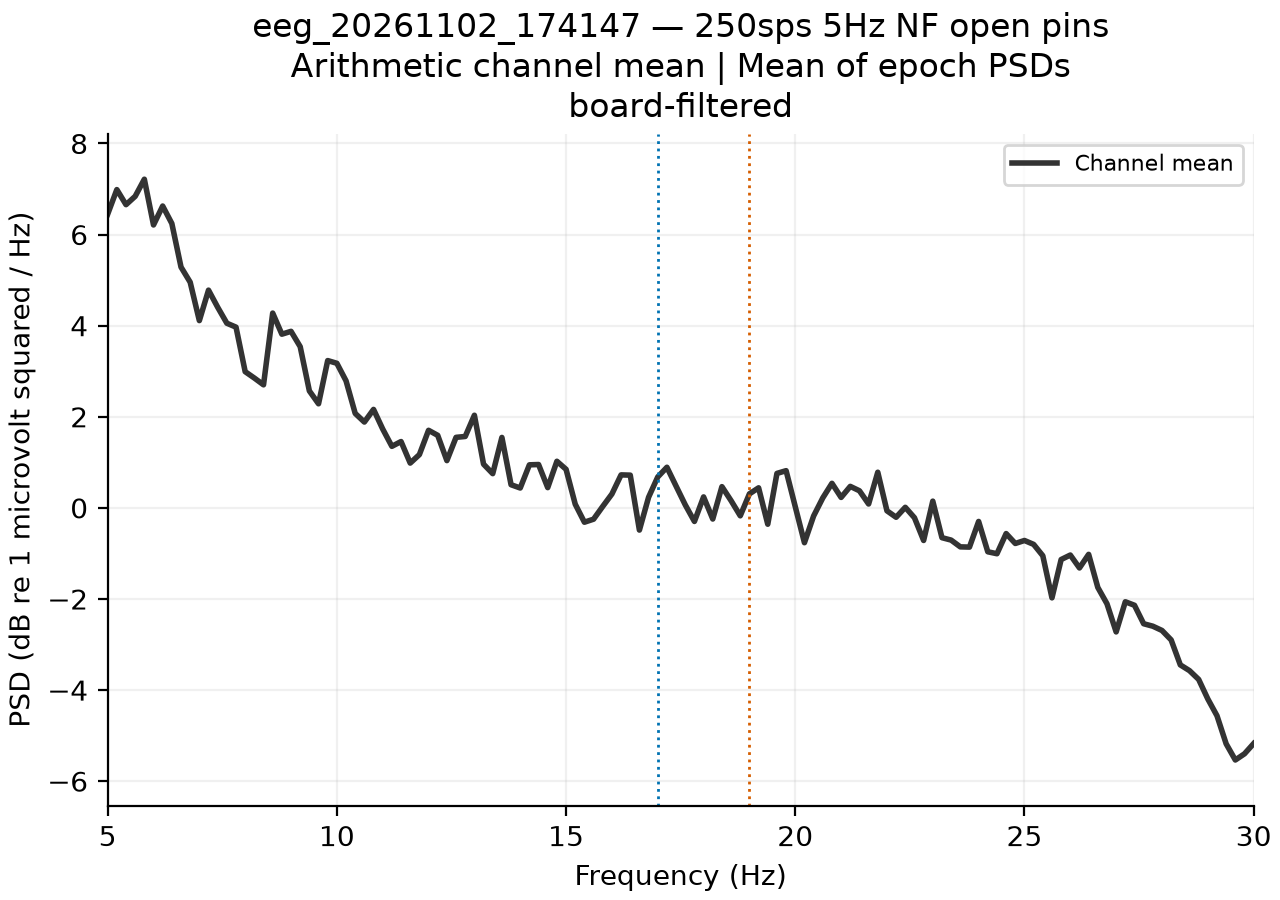 eeg_20261102_174147 — 250sps 5Hz NF open pins
Arithmetic channel mean | Mean of epoch PSDs
board-filtered
Channel mean
PSD (dB re 1 microvolt squared / Hz)
8
6
4
2
0
−2
−4
−6
5
10
15
20
25
30
Frequency (Hz)